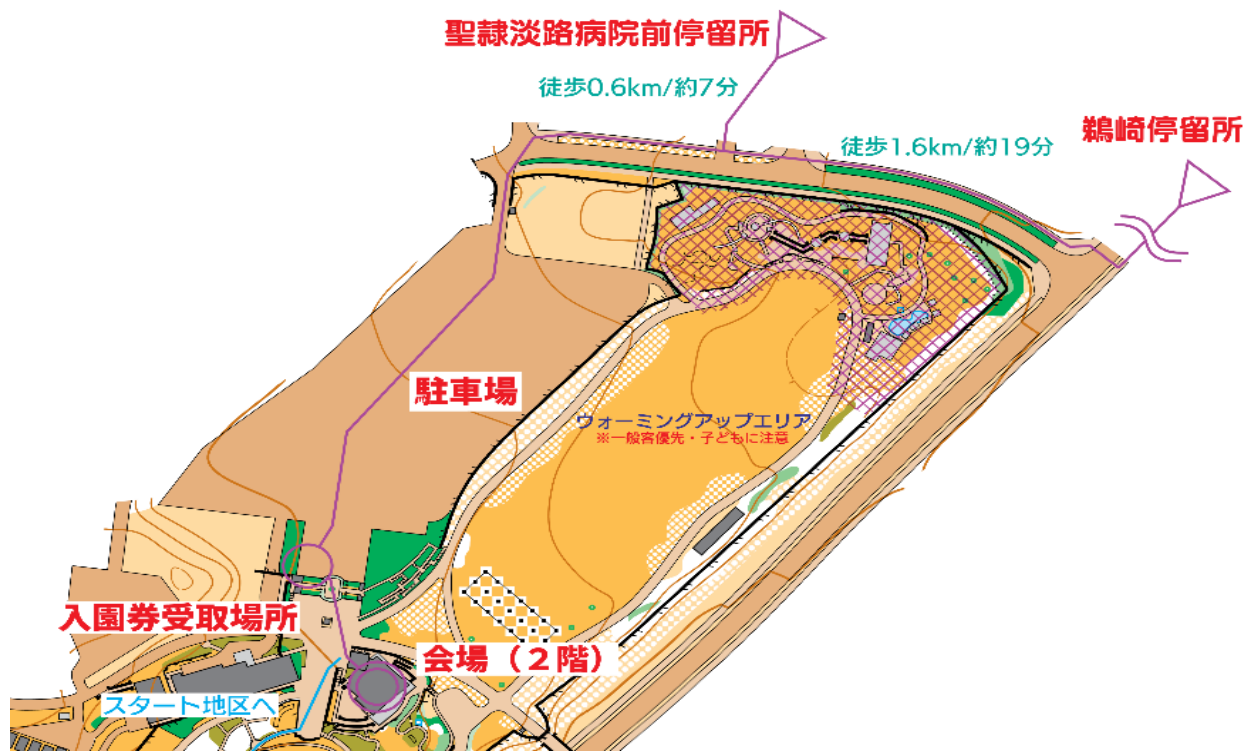 聖隷淡路病院前停留所
徒歩0.6km/約7分
鵜崎停留所
徒歩1.6km/約19分
駐車場
ウォーミングアップエリア
※一般客優先・子どもに注意
入園券受取場所
会場（２階）
スタート地区へ